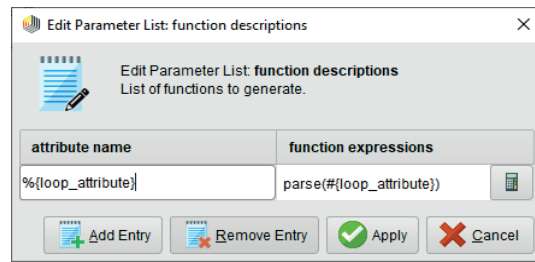 Edit Parameter List: function descriptions
Edit Parameter List: function descriptions
List of functions to generate.
attribute name function expressions
%{loop_attribute} parse(#{loop_attribute})
Add Entry Remove Entry Apply Cancel